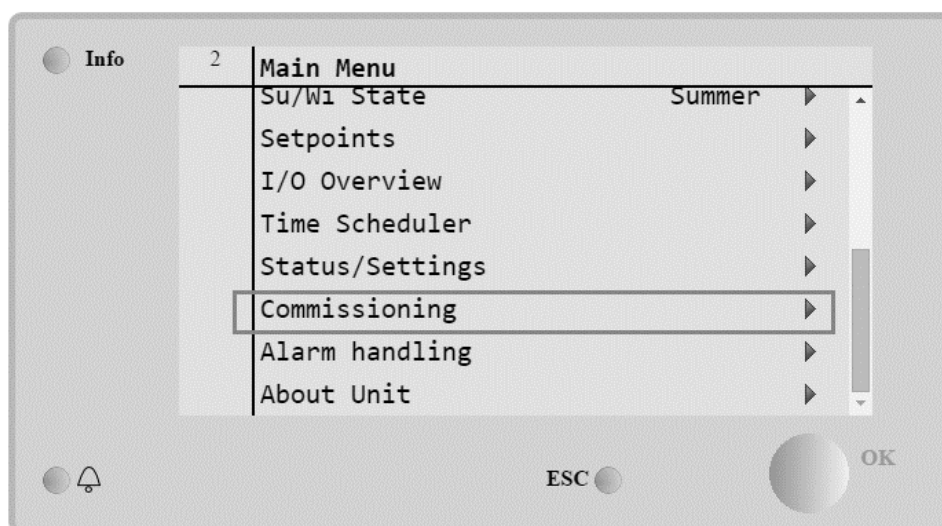 Info
2
Main Menu
Su/Wi State Summer
Setpoints
I/O Overview
Time Scheduler
Status/Settings
Commissioning
Alarm handling
About Unit
ESC
OK